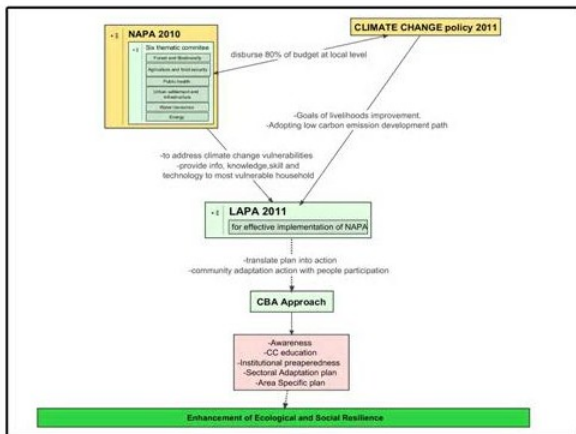 NAPA 2010
Six thematic commitee
Forest and Biodiversity
Agriculture and food security
Public health
Urban settlement and
infrastructure
Water resources
Energy
CLIMATE CHANGE policy 2011
disburse 80% of budget at local level
-Goals of livelihoods improvement.
-Adopting low carbon emission development path
-to address climate change vulnerabilities
-provide info, knowledge,skill and
technology to most vulnerable household
LAPA 2011
for effective implementation of NAPA
-translate plan into action
-community adaptation action with people participation
CBA Approach
-Awareness
-CC education
-Institutional preaperedness
-Sectoral Adaptation plan
-Area Specific plan
Enhancement of Ecological and Social Resilience